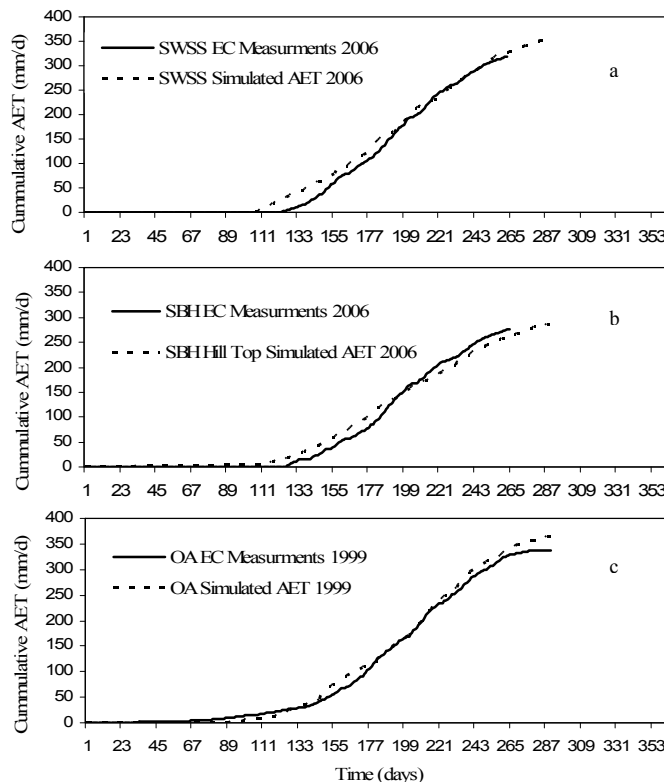 400
350
300
250
200
150
100
50
0
Cummulative AET (mm/d)
SWSS EC Measurments 2006
SWSS Simulated AET 2006
a
1 23 45 67 89 111 133 155 177 199 221 243 265 287 309 331 353
400
350
300
250
200
150
100
50
0
Cummulative AET (mm/d)
SBH EC Measurments 2006
SBH Hill Top Simulated AET 2006
b
1 23 45 67 89 111 133 155 177 199 221 243 265 287 309 331 353
400
350
300
250
200
150
100
50
0
Cummulative AET (mm/d)
OA EC Measurments 1999
OA Simulated AET 1999
c
1 23 45 67 89 111 133 155 177 199 221 243 265 287 309 331 353
Time (days)